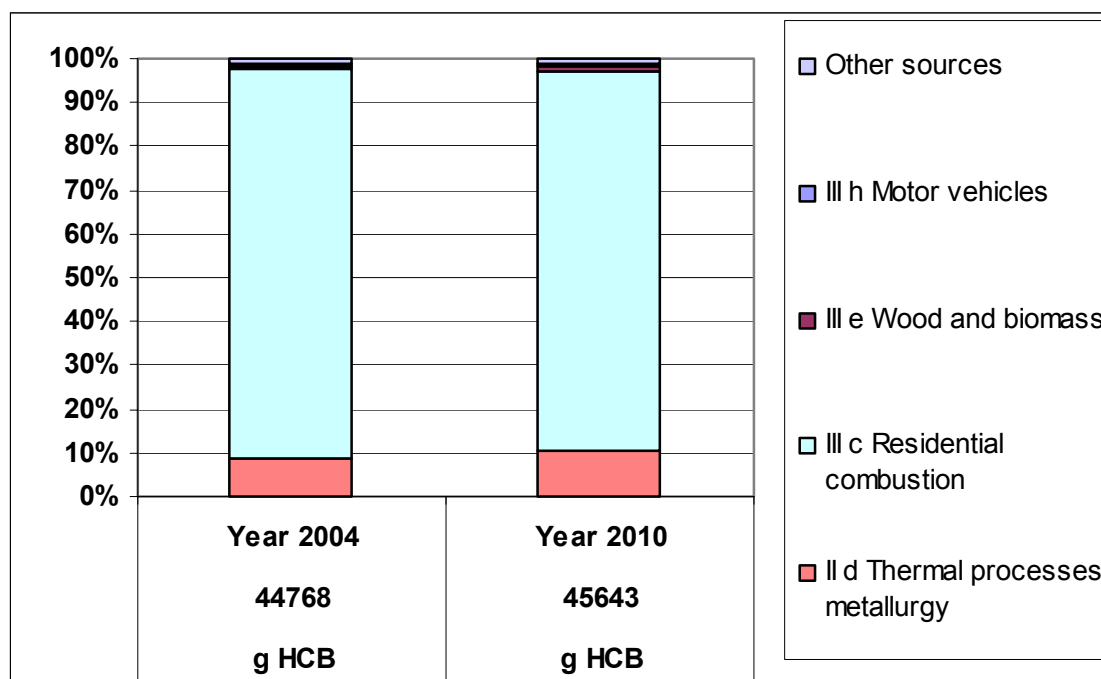 100%
90%
80%
70%
60%
50%
40%
30%
20%
10%
0%
Year 2004
44768
g HCB
Year 2010
45643
g HCB
Other sources
III h Motor vehicles
III e Wood and biomass
III c Residential
combustion
II d Thermal processes
metallurgy